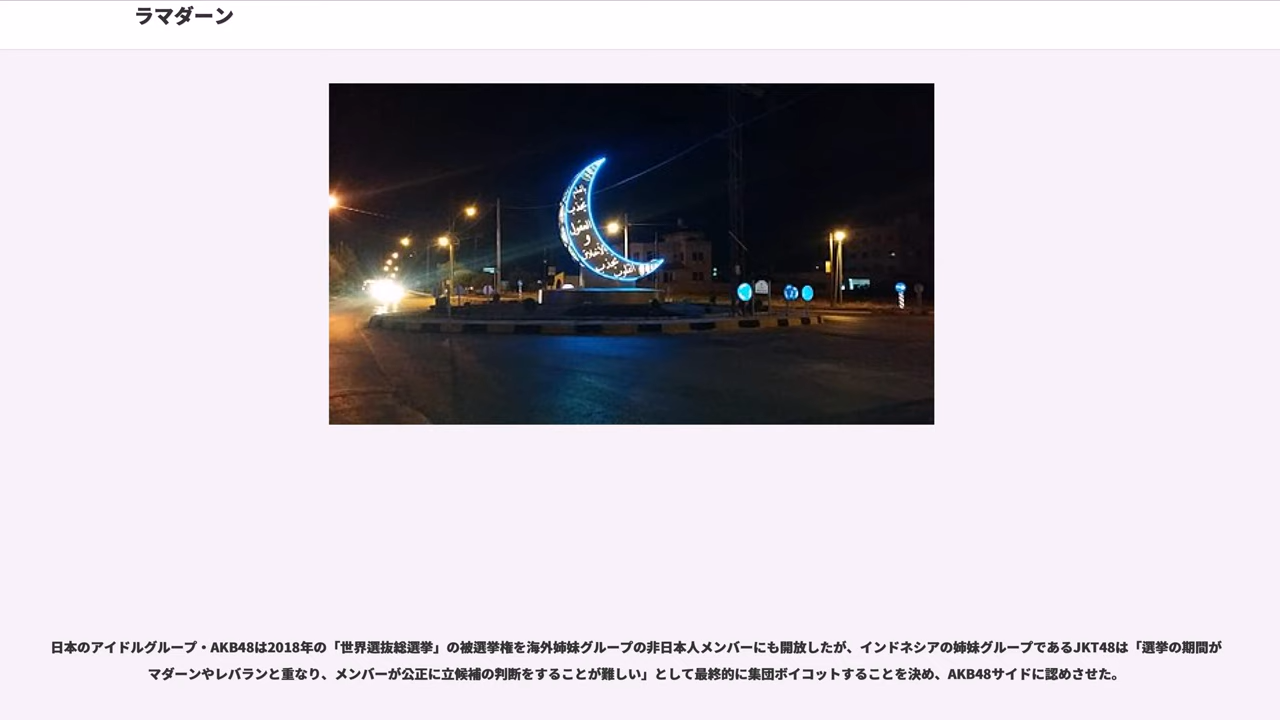 ラマダーン
日本のアイドルグループ・AKB48は2018年の「世界選抜総選挙」の被選挙権を海外姉妹グループの非日本人メンバーにも開放したが、インドネシアの姉妹グループであるJKT48は「選挙の期間が
マダーンやレバランと重なり、メンバーが公正に立候補の判断をすることが難しい」として最終的に集団ボイコットすることを決め、AKB48サイドに認めさせた。